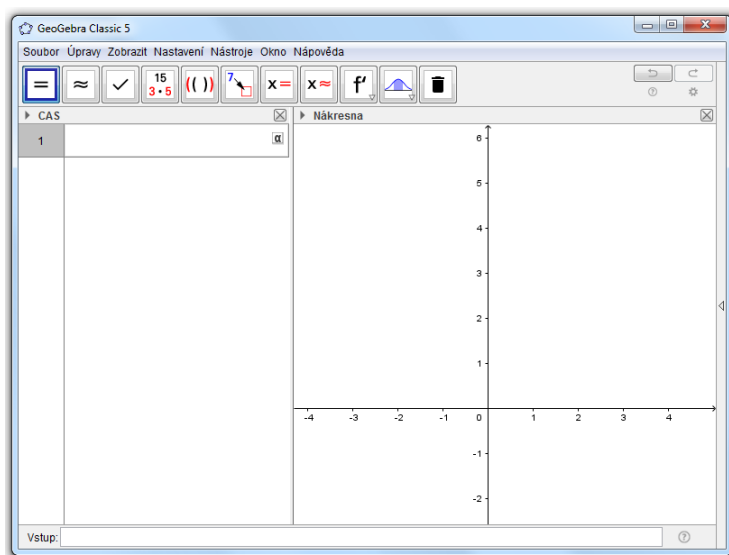 GeoGebra Classic 5
Soubor Úpravy Zobrazit Nastavení Nástroje Okno Nápověda
= ≈ ✓ 15 3·5 (( )) 7 x= x≈ f′
CAS
Nákresna
1
α
6
5
4
3
2
1
-4 -3 -2 -1 0 1 2 3 4
-1
-2
Vstup: